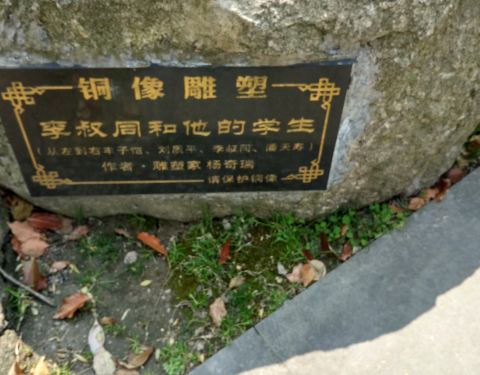 铜像雕塑
李叔同和他的学生
（从左到右丰子恺、刘质平、李叔同、潘天寿）
作者·雕塑家 杨奇瑞
请保护铜像